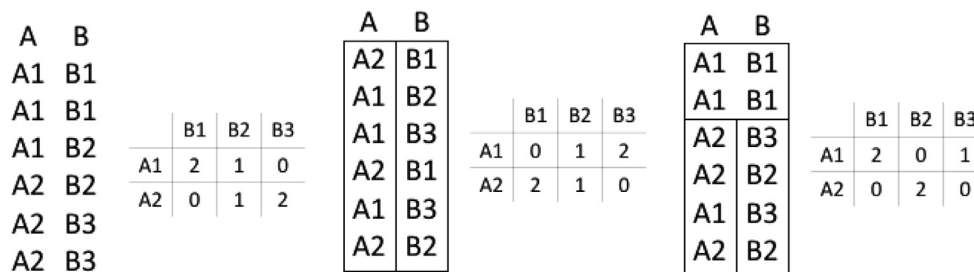 A B
A1 B1
A1 B1
A1 B2
A2 B2
A2 B3
A2 B3
B1 B2 B3
A1 2 1 0
A2 0 1 2
A B
A2 B1
A1 B2
A1 B3
A2 B1
A1 B3
A2 B2
B1 B2 B3
A1 0 1 2
A2 2 1 0
A B
A1 B1
A1 B1
A2 B3
A2 B2
A1 B3
A2 B2
B1 B2 B3
A1 2 0 1
A2 0 2 0